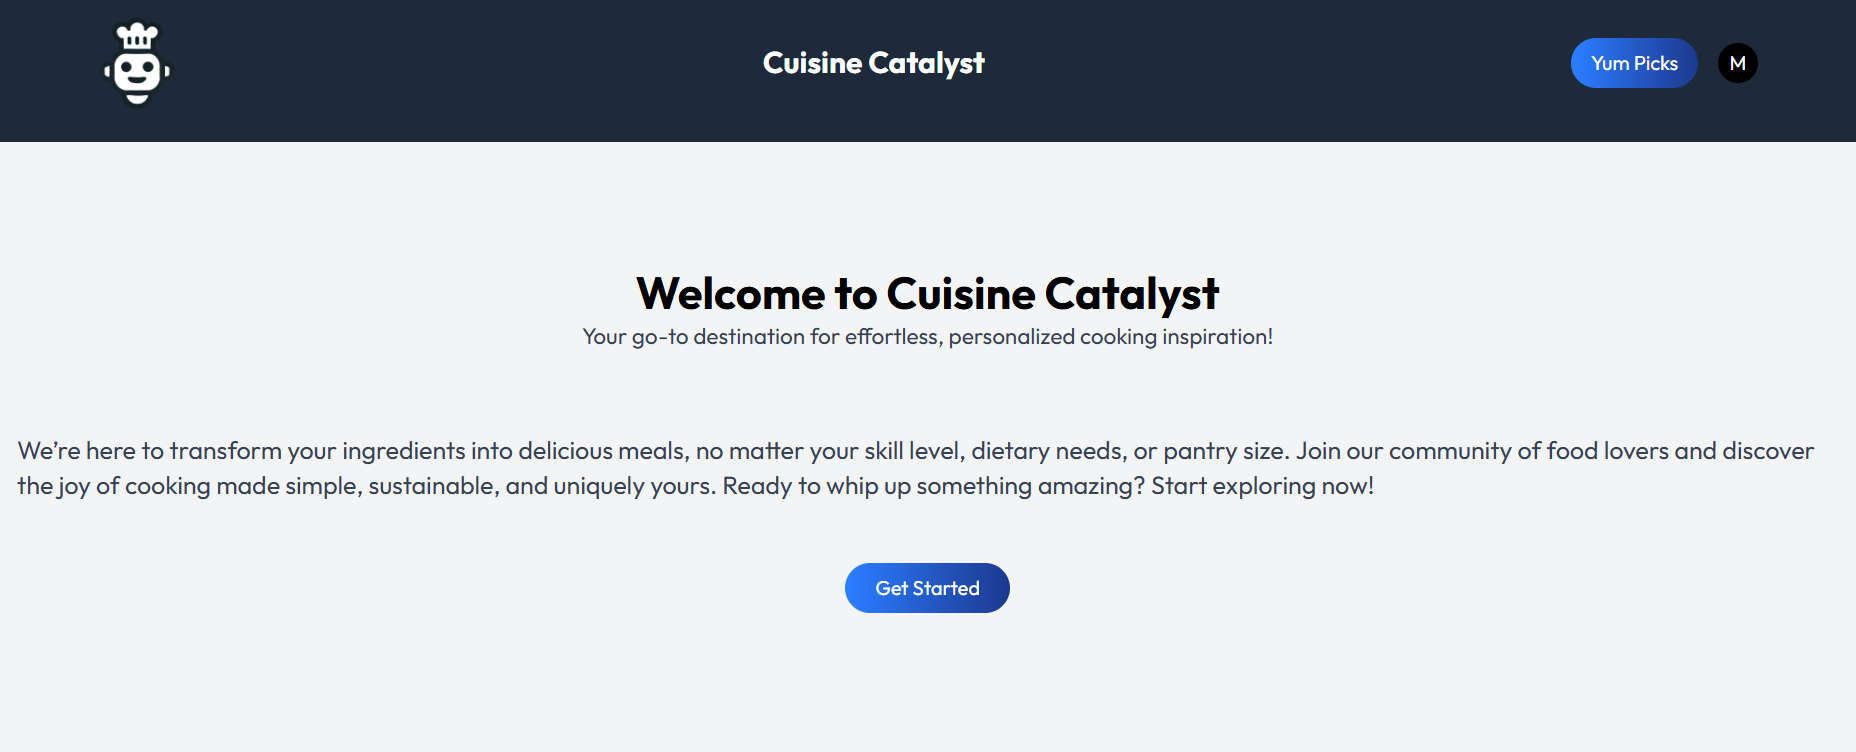 Cuisine Catalyst
Yum Picks
M
Welcome to Cuisine Catalyst
Your go-to destination for effortless, personalized cooking inspiration!
We’re here to transform your ingredients into delicious meals, no matter your skill level, dietary needs, or pantry size. Join our community of food lovers and discover
the joy of cooking made simple, sustainable, and uniquely yours. Ready to whip up something amazing? Start exploring now!
Get Started